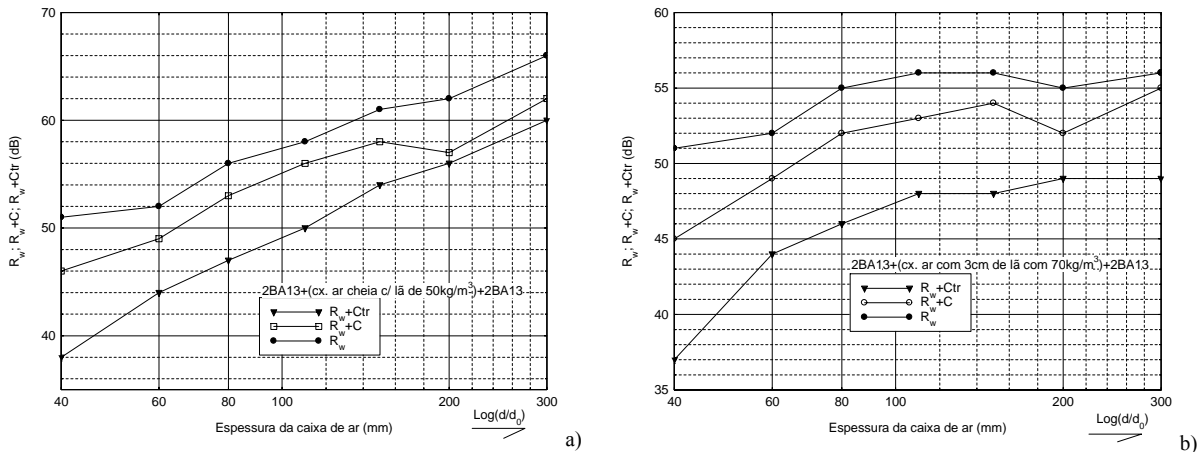 70
60
50
40
R_w; R_w+C; R_w+Ctr (dB)
2BA13+(cx. ar cheia c/ lã de 50kg/m³)+2BA13
R_w+Ctr
R_w+C
R_w
40 60 80 100 200 300
Espessura da caixa de ar (mm)
Log(d/d_0)
a)
60
55
50
45
40
35
R_w; R_w+C; R_w+Ctr (dB)
2BA13+(cx. ar com 3cm de lã com 70kg/m³)+2BA13
R_w+Ctr
R_w+C
R_w
40 60 80 100 200 300
Espessura da caixa de ar (mm)
Log(d/d_0)
b)